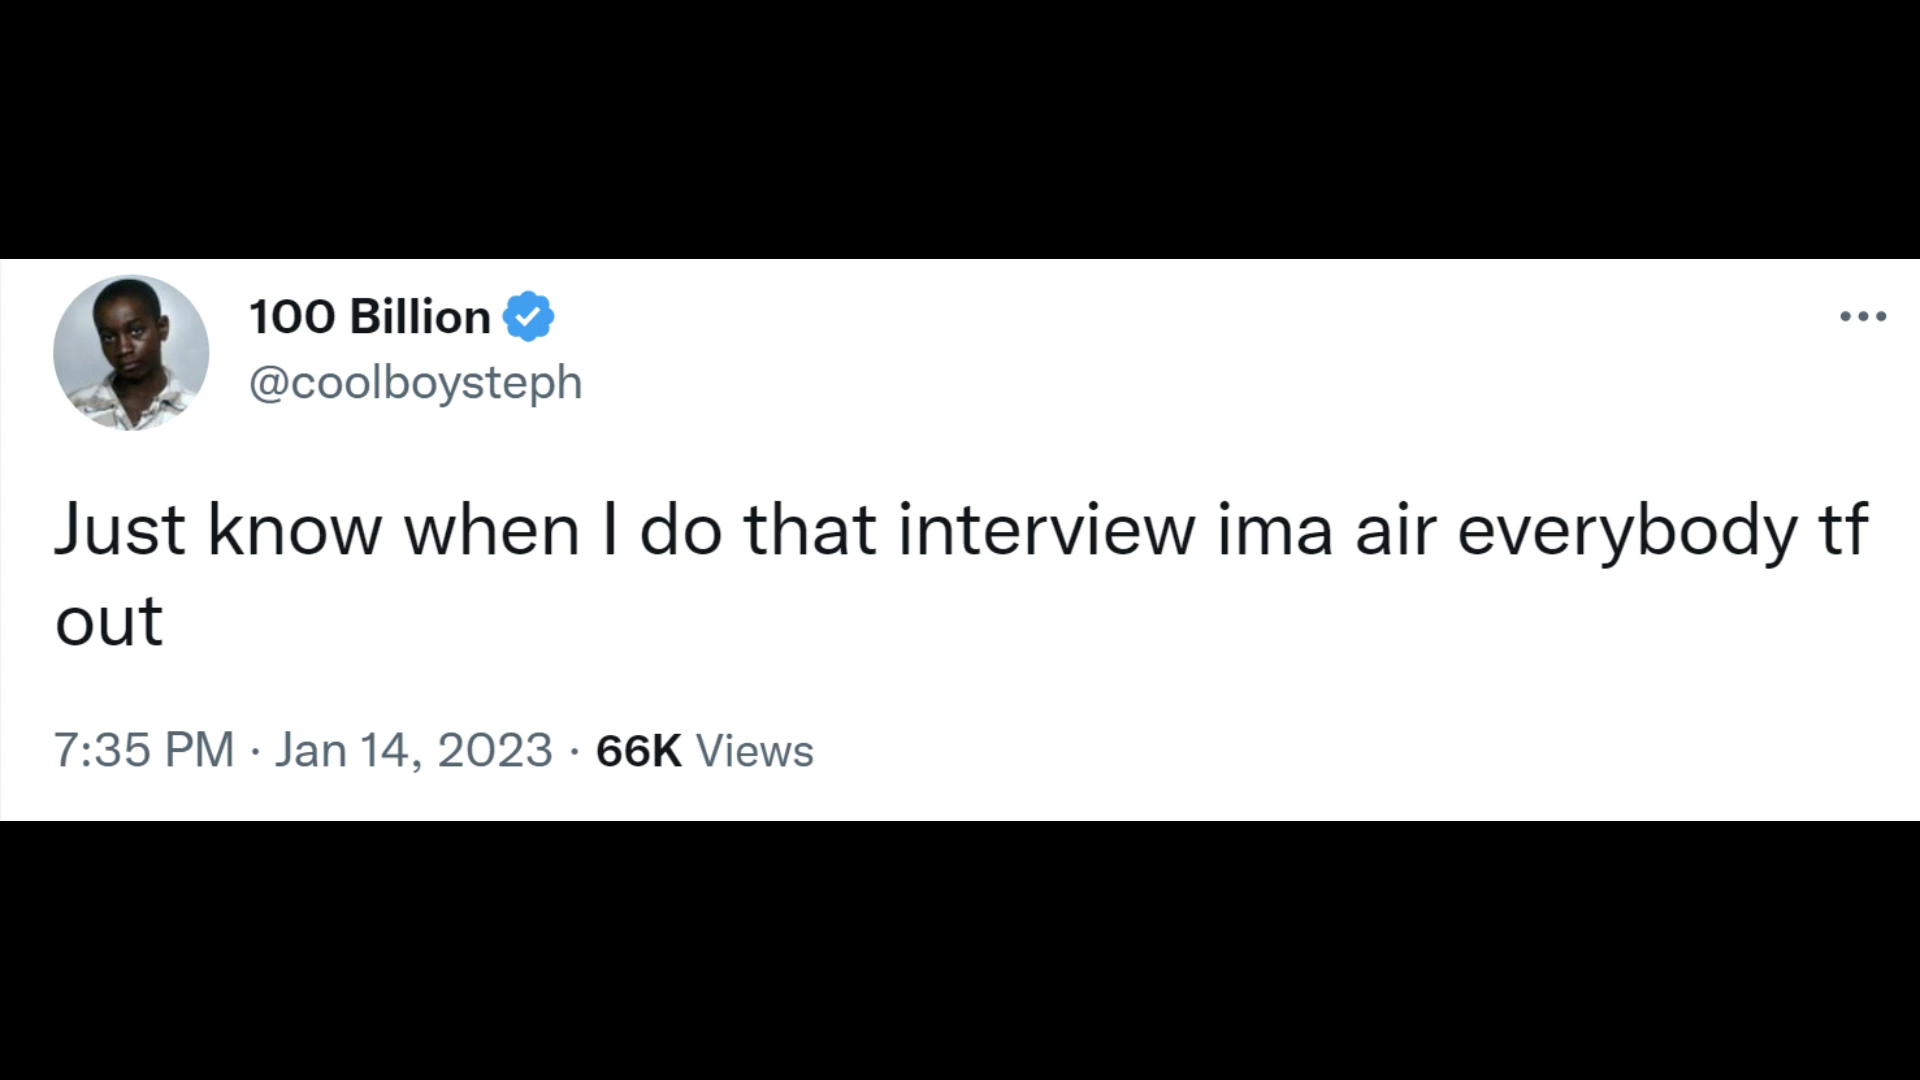 100 Billion
@coolboysteph
Just know when I do that interview ima air everybody tf
out
7:35 PM · Jan 14, 2023 · 66K Views